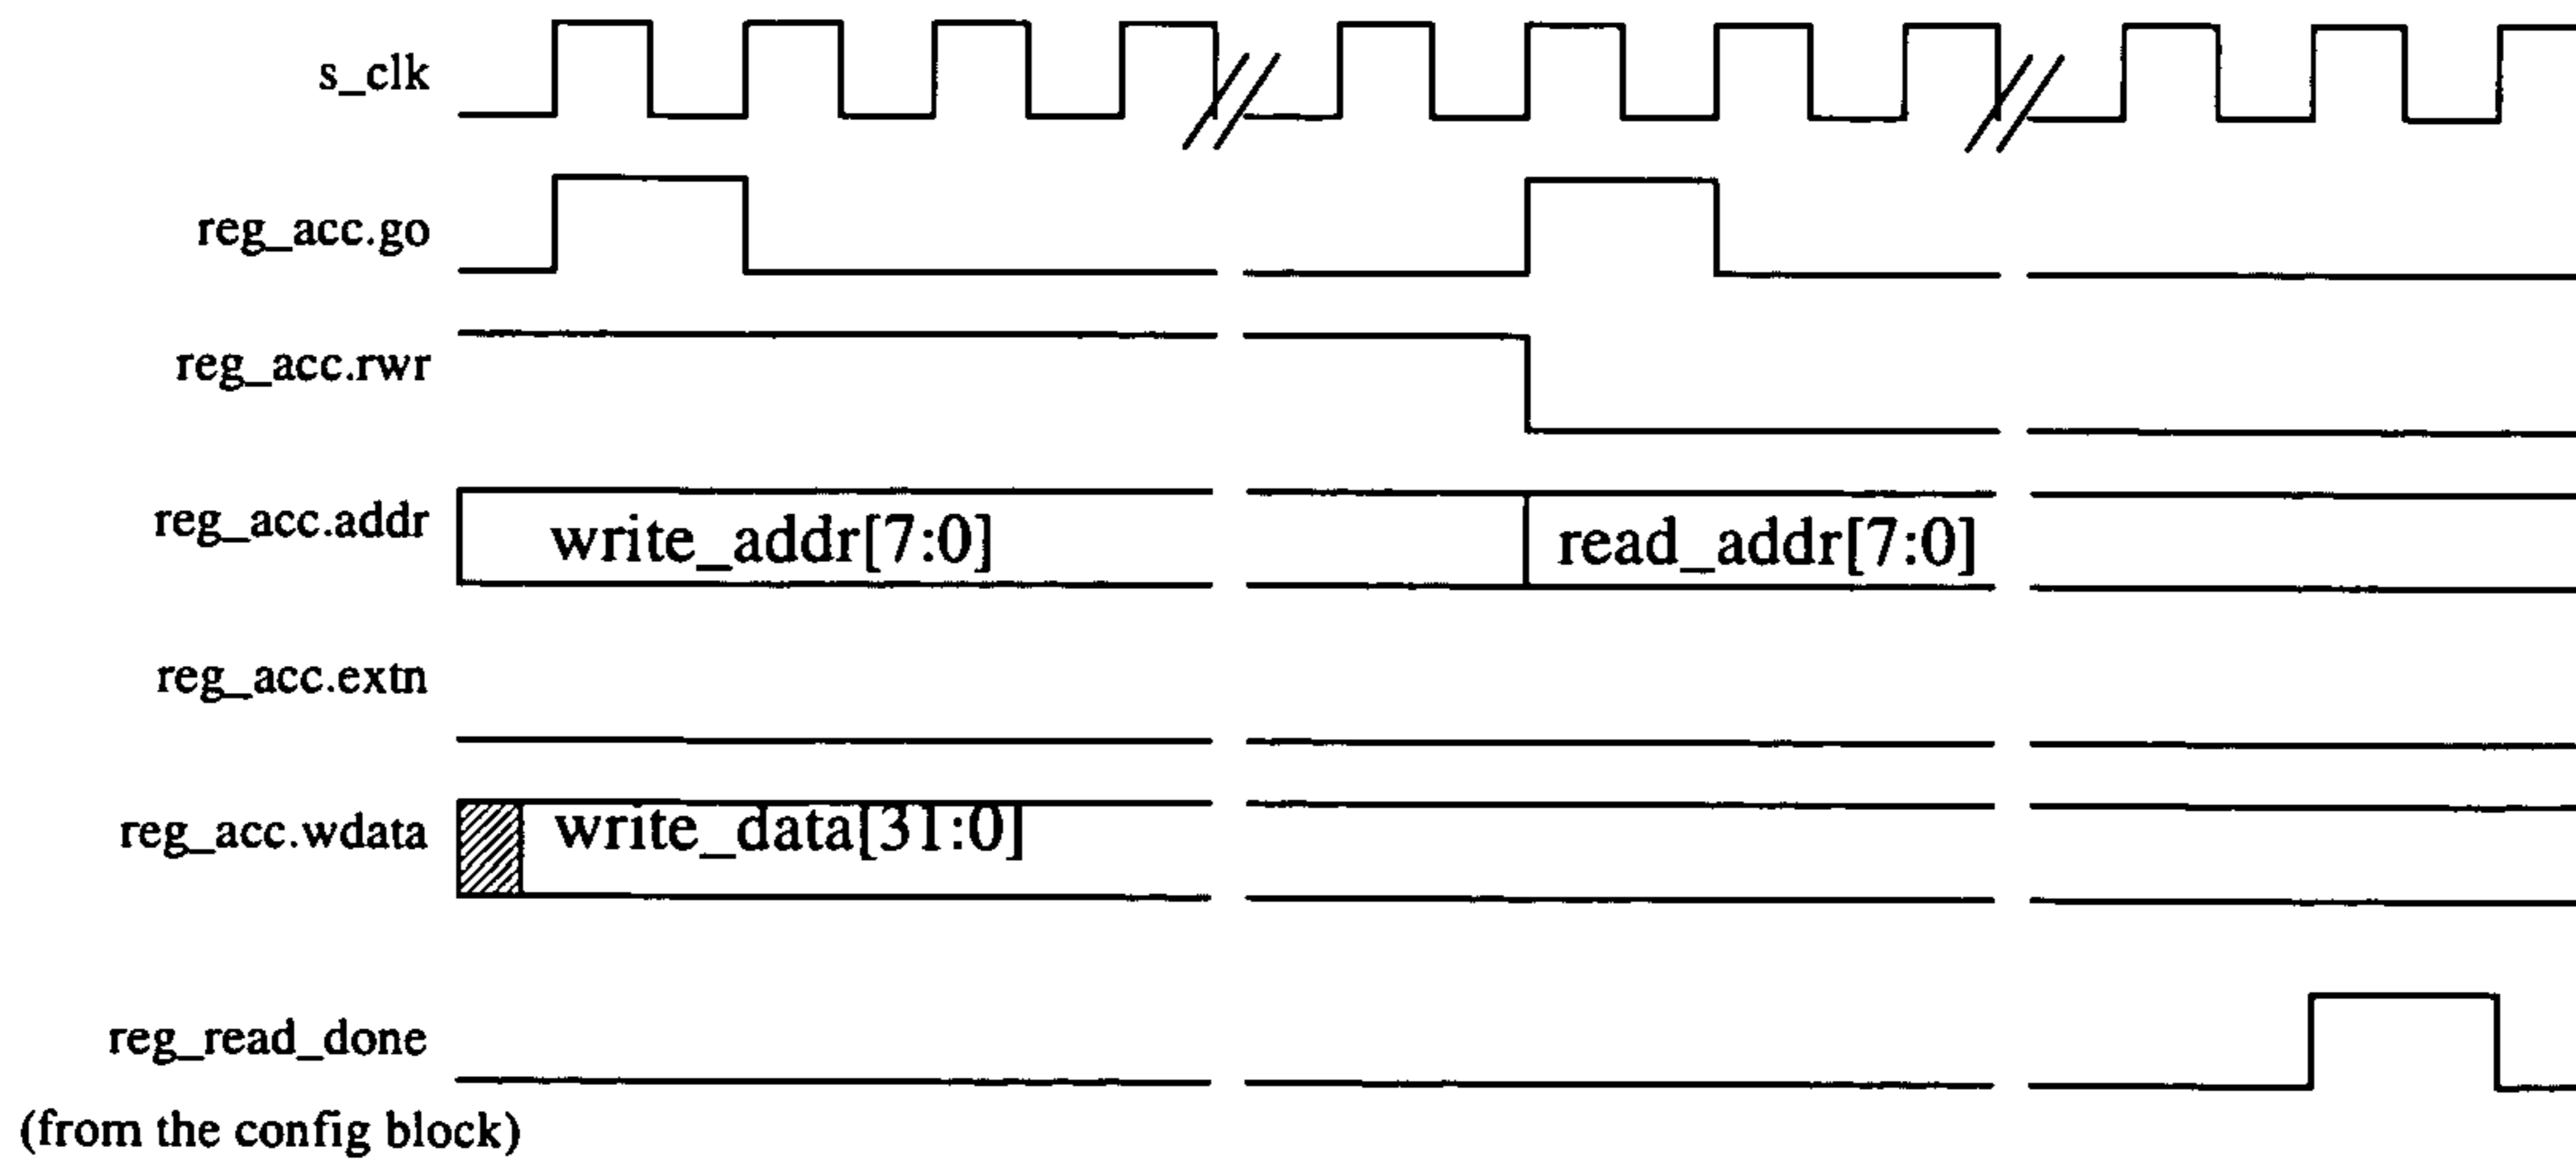 s_clk
reg_acc.go
reg_acc.rwr
reg_acc.addr
write_addr[7:0]
read_addr[7:0]
reg_acc.extn
reg_acc.wdata
write_data[31:0]
reg_read_done
(from the config block)